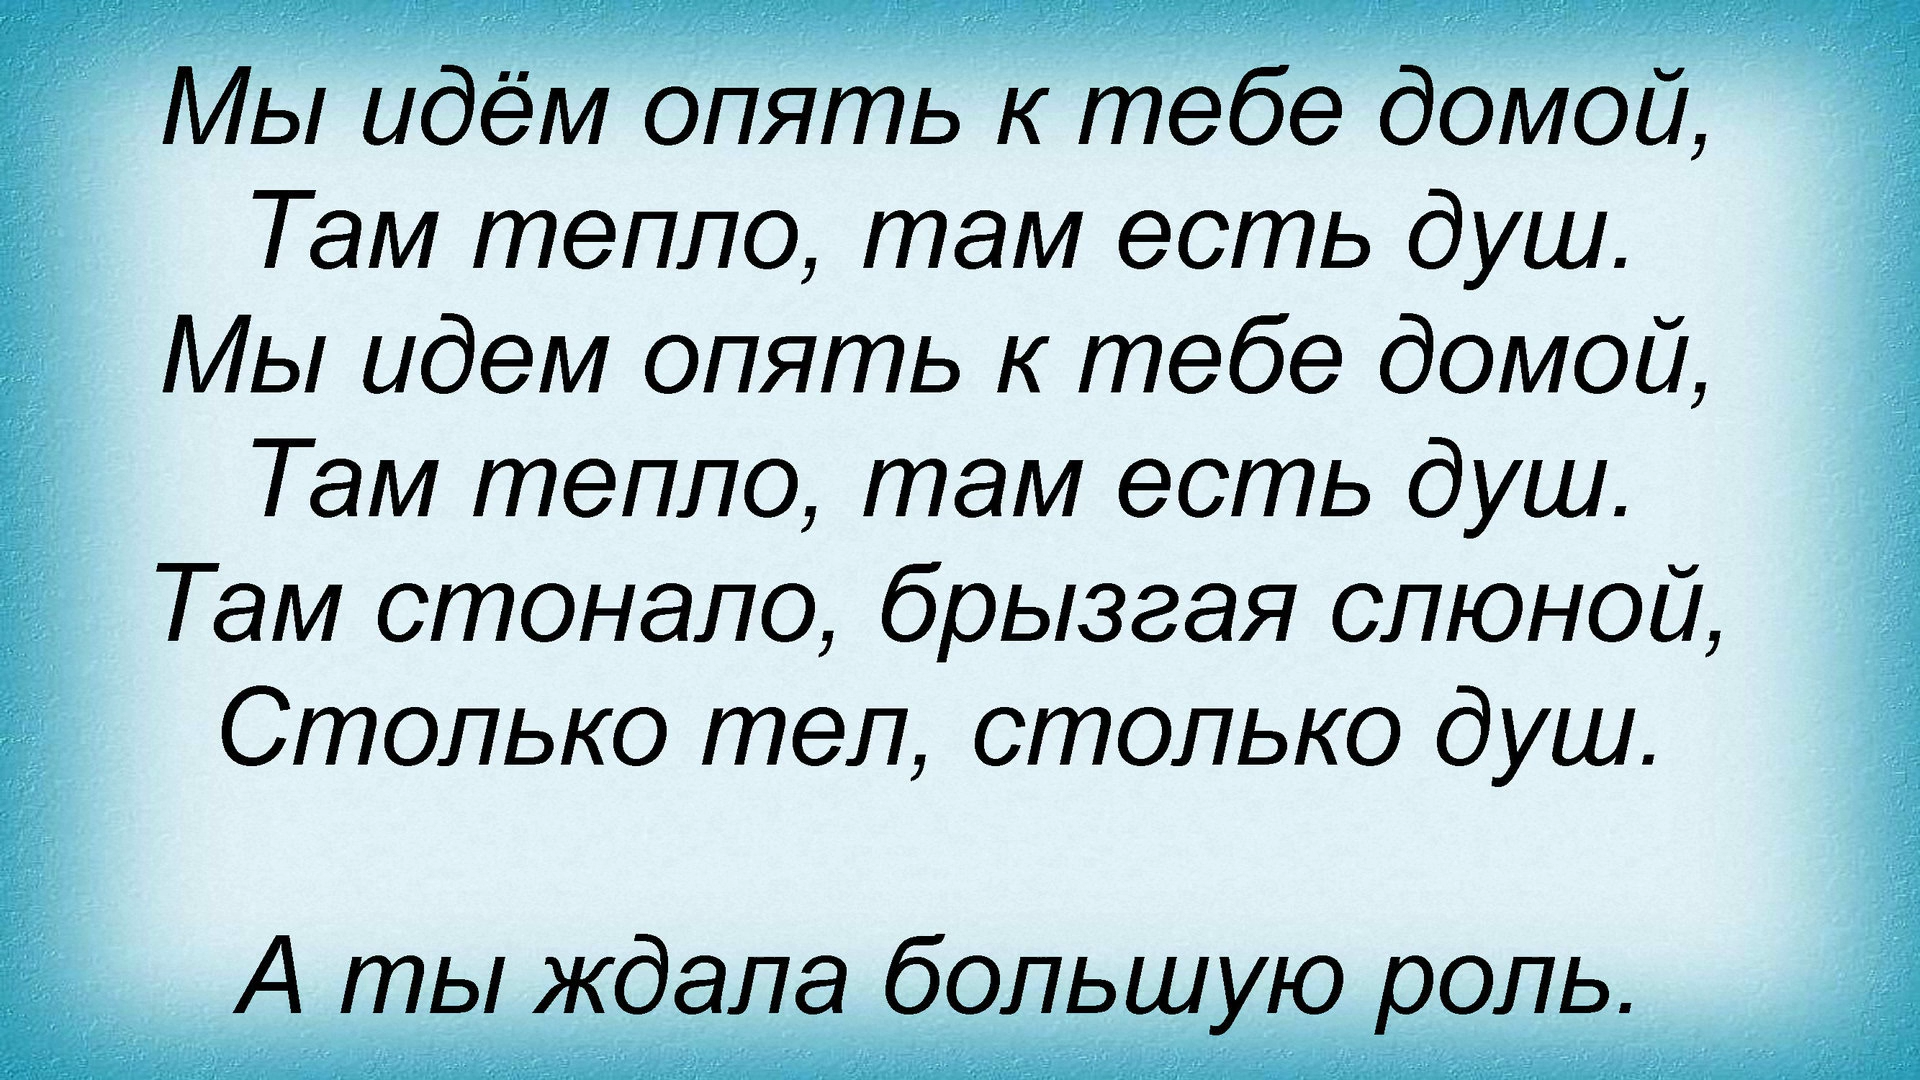 Мы идём опять к тебе домой,
Там тепло, там есть душ.
Мы идем опять к тебе домой,
Там тепло, там есть душ.
Там стонало, брызгая слюной,
Столько тел, столько душ.
А ты ждала большую роль.